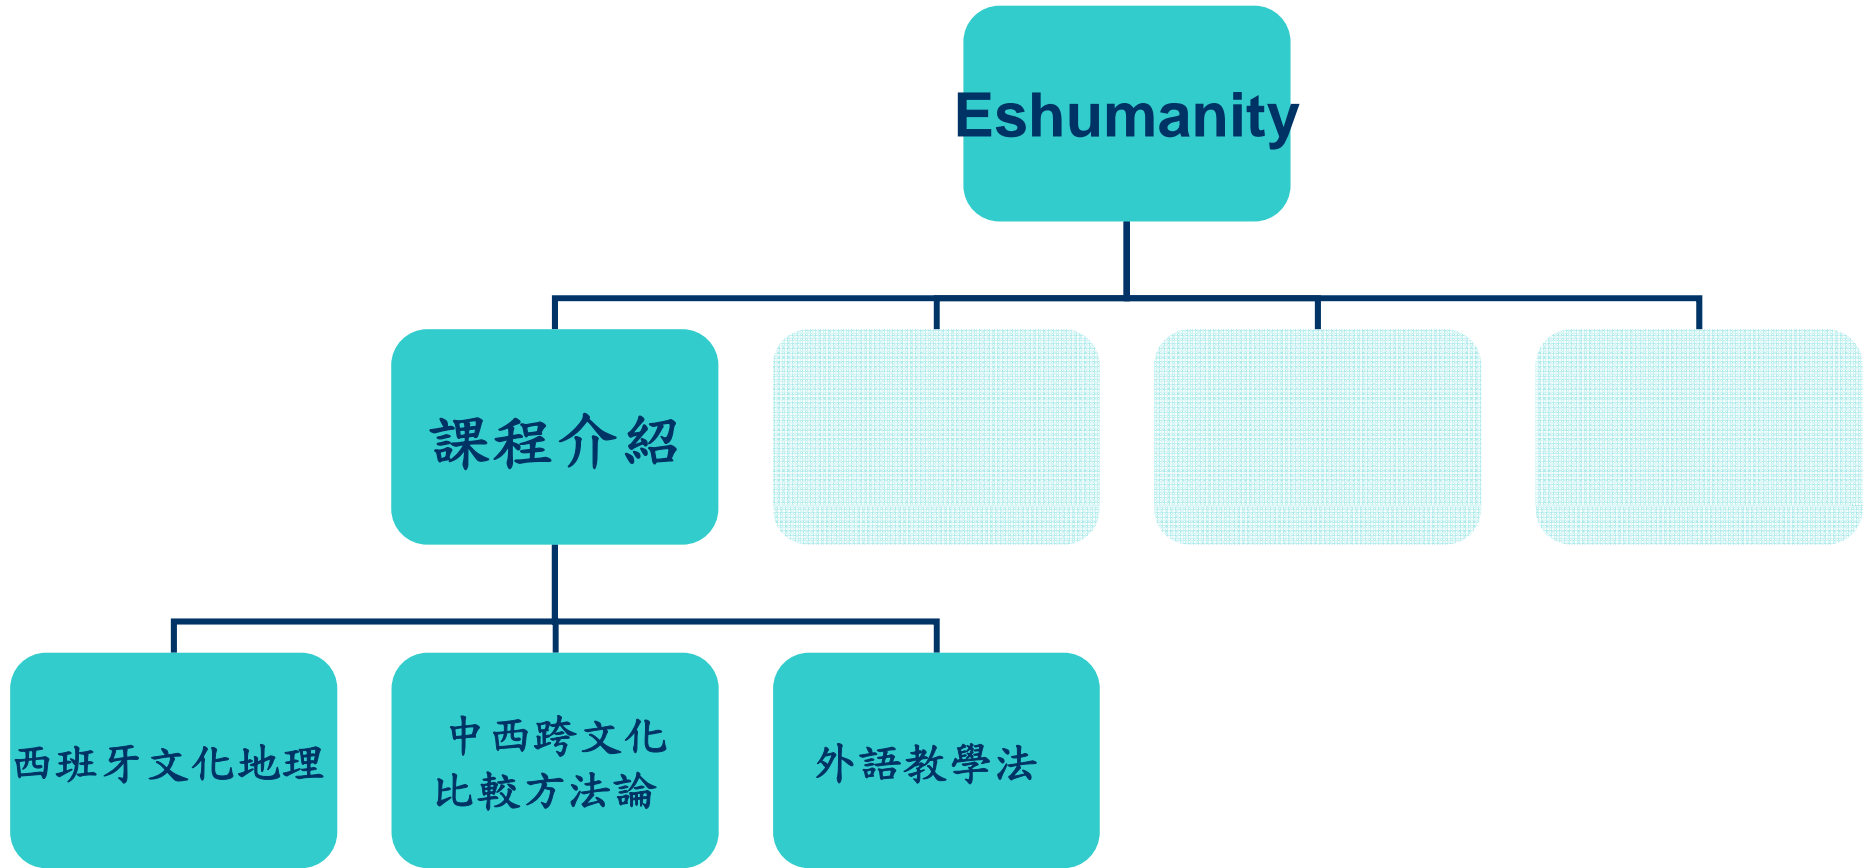 Eshumanity
課程介紹
西班牙文化地理
中西跨文化
比較方法論
外語教學法